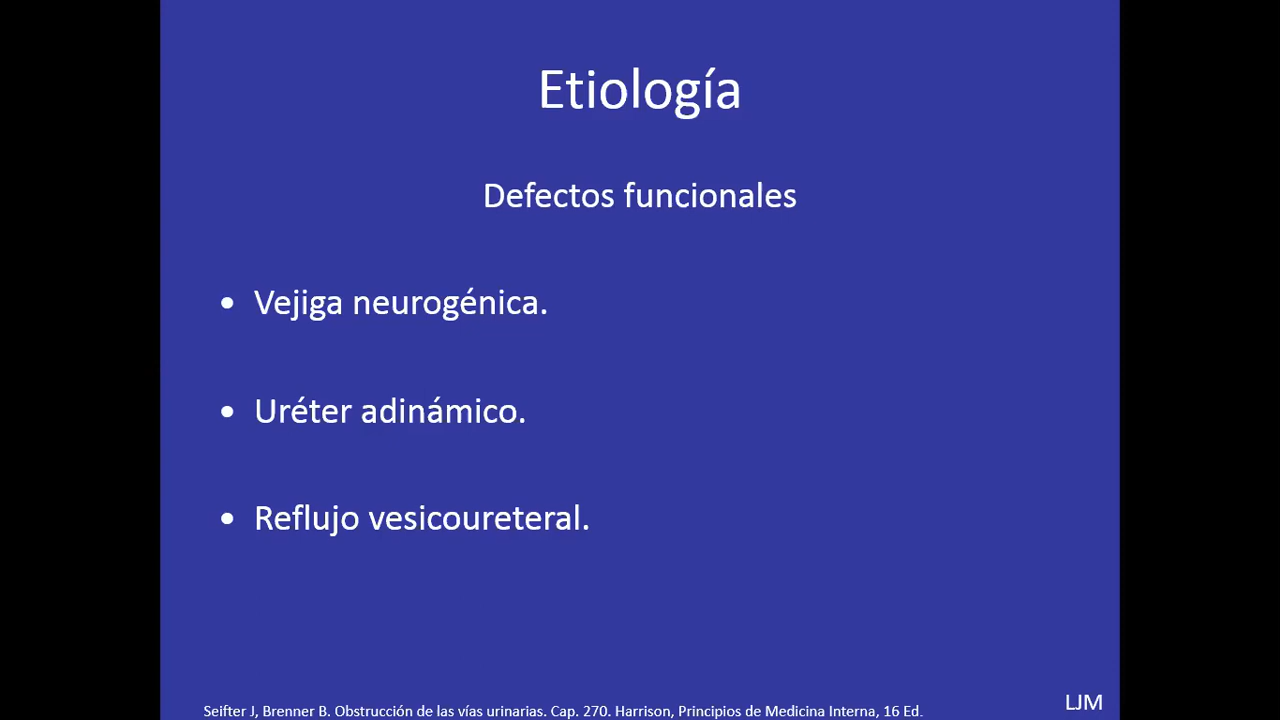 Etiología
Defectos funcionales
• Vejiga neurogénica.
• Uréter adinámico.
• Reflujo vesicoureteral.
Seifter J, Brenner B. Obstrucción de las vías urinarias. Cap. 270. Harrison, Principios de Medicina Interna, 16 Ed.
LJM